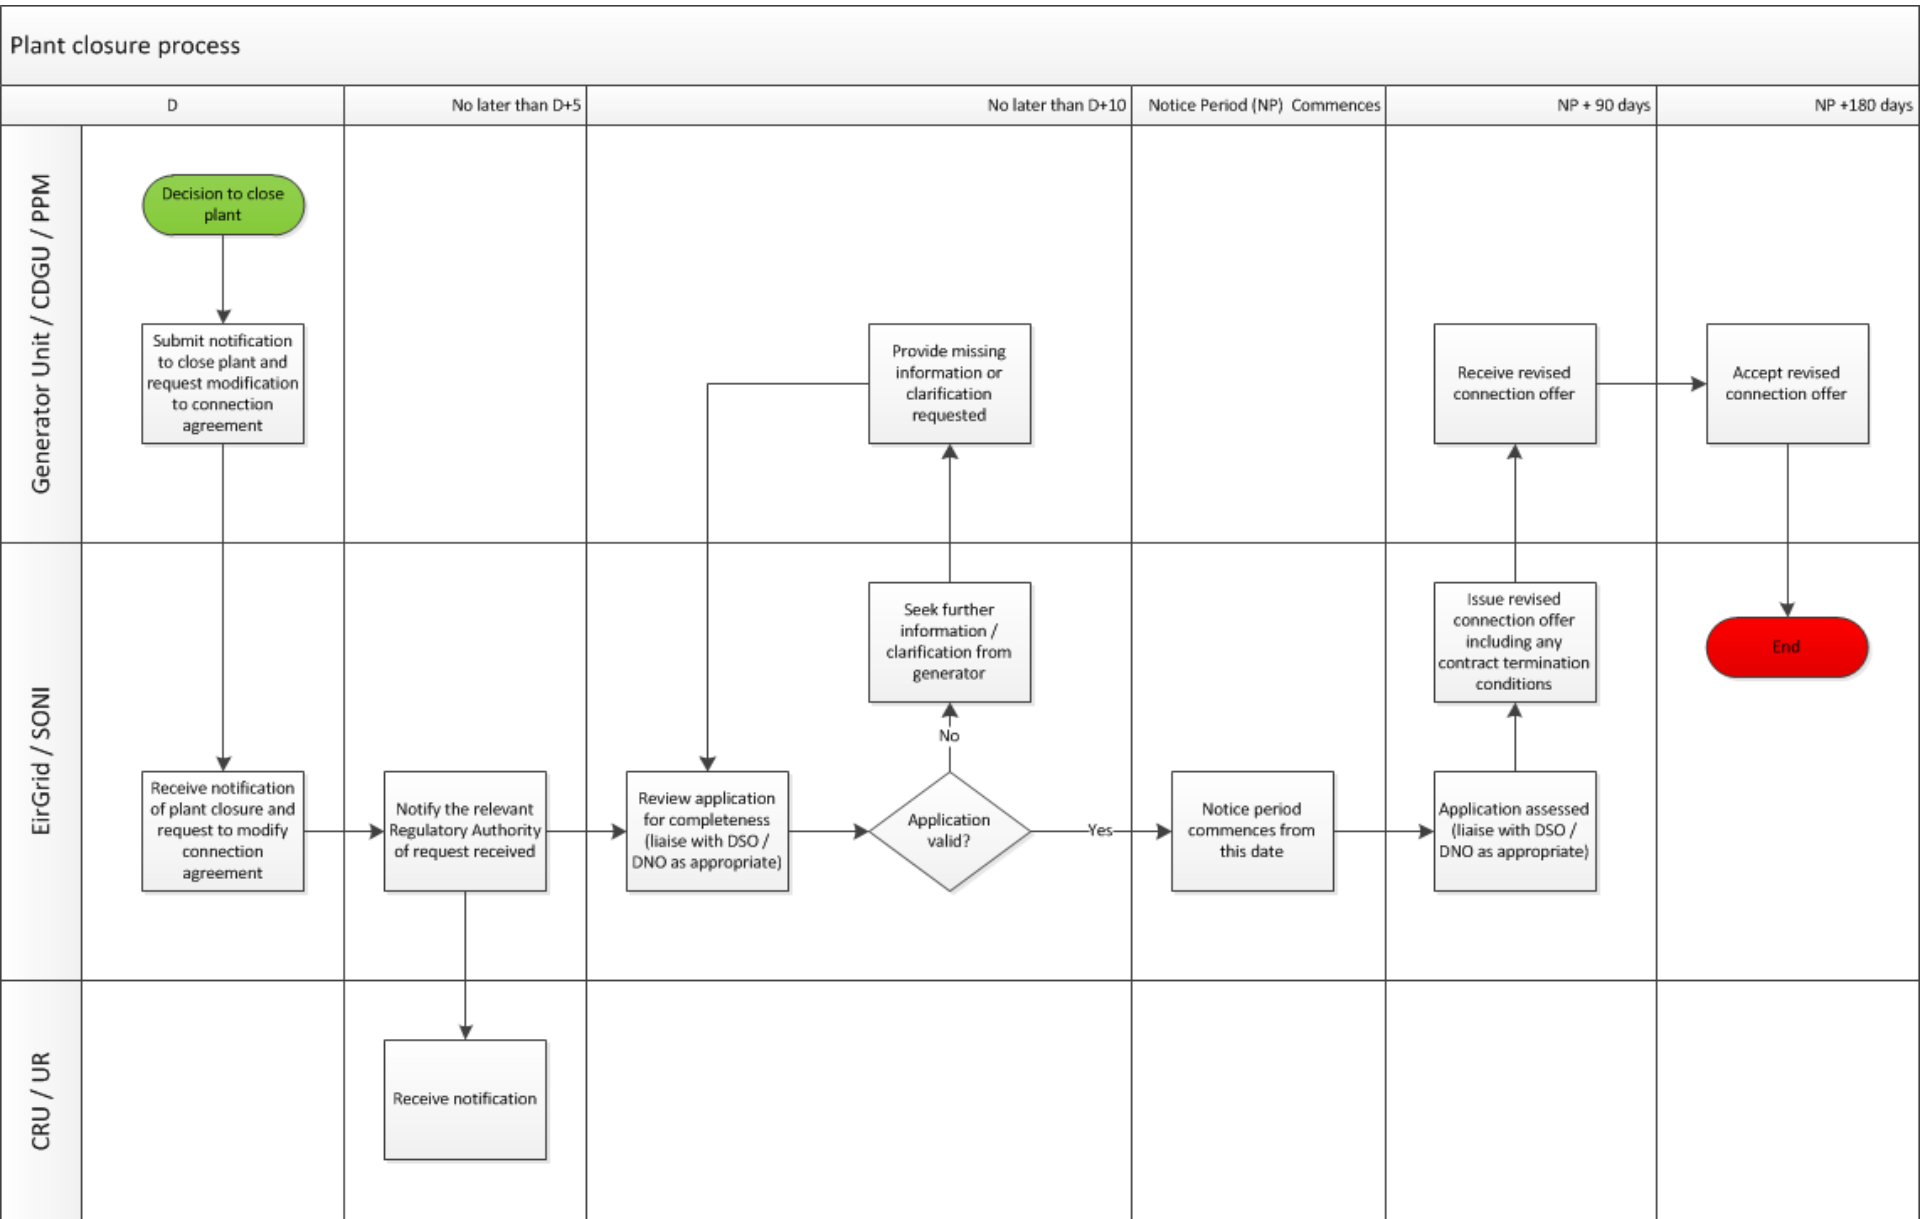 Plant closure process
D
No later than D+5
No later than D+10
Notice Period (NP)  Commences
NP + 90 days
NP +180 days
Generator Unit / CDGU / PPM
Decision to close
plant
Submit notification
to close plant and
request modification
to connection
agreement
Provide missing
information or
clarification
requested
Receive revised
connection offer
Accept revised
connection offer
EirGrid / SONI
Receive notification
of plant closure and
request to modify
connection
agreement
Notify the relevant
Regulatory Authority
of request received
Review application
for completeness
(liaise with DSO /
DNO as appropriate)
Application
valid?
No
Seek further
information /
clarification from
generator
Yes
Notice period
commences from
this date
Application assessed
(liaise with DSO /
DNO as appropriate)
Issue revised
connection offer
including any
contract termination
conditions
End
CRU / UR
Receive notification